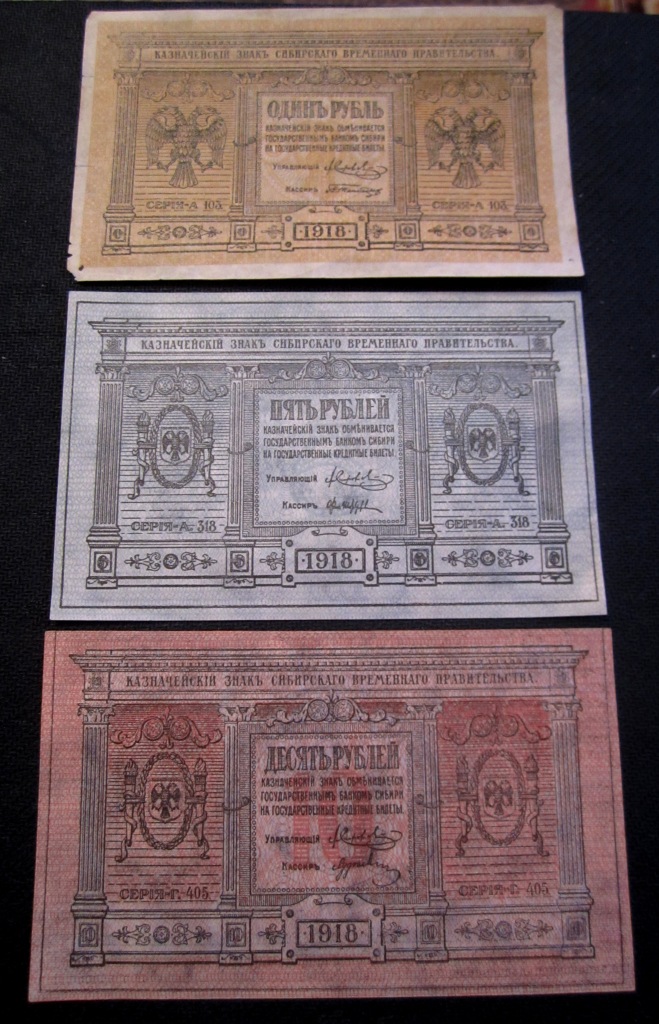 КАЗНАЧЕЙСКІЙ ЗНАКЪ СИБИРСКАГО ВРЕМЕННАГО ПРАВИТЕЛЬСТВА.
ОДИНЪ РУБЛЬ
КАЗНАЧЕЙСКІЙ ЗНАКЪ ОБМѢНИВАЕТСЯ
ГОСУДАРСТВЕННЫМЪ БАНКОМЪ СИБИРИ
НА ГОСУДАРСТВЕННЫЕ КРЕДИТНЫЕ БИЛЕТЫ.
УПРАВЛЯЮЩІЙ
КАССИРЪ
СЕРІЯ-А 103. СЕРІЯ-А 103.
·1918·
КАЗНАЧЕЙСКІЙ ЗНАКЪ СИБИРСКАГО ВРЕМЕННАГО ПРАВИТЕЛЬСТВА.
ПЯТЬ РУБЛЕЙ
КАЗНАЧЕЙСКІЙ ЗНАКЪ ОБМѢНИВАЕТСЯ
ГОСУДАРСТВЕННЫМЪ БАНКОМЪ СИБИРИ
НА ГОСУДАРСТВЕННЫЕ КРЕДИТНЫЕ БИЛЕТЫ.
УПРАВЛЯЮЩІЙ
КАССИРЪ
СЕРІЯ-А. 318 СЕРІЯ-А. 318
·1918·
КАЗНАЧЕЙСКІЙ ЗНАКЪ СИБИРСКАГО ВРЕМЕННАГО ПРАВИТЕЛЬСТВА.
ДЕСЯТЬ РУБЛЕЙ
КАЗНАЧЕЙСКІЙ ЗНАКЪ ОБМѢНИВАЕТСЯ
ГОСУДАРСТВЕННЫМЪ БАНКОМЪ СИБИРИ
НА ГОСУДАРСТВЕННЫЕ КРЕДИТНЫЕ БИЛЕТЫ.
УПРАВЛЯЮЩІЙ
КАССИРЪ
СЕРІЯ-Г. 405 СЕРІЯ-Г. 405
·1918·